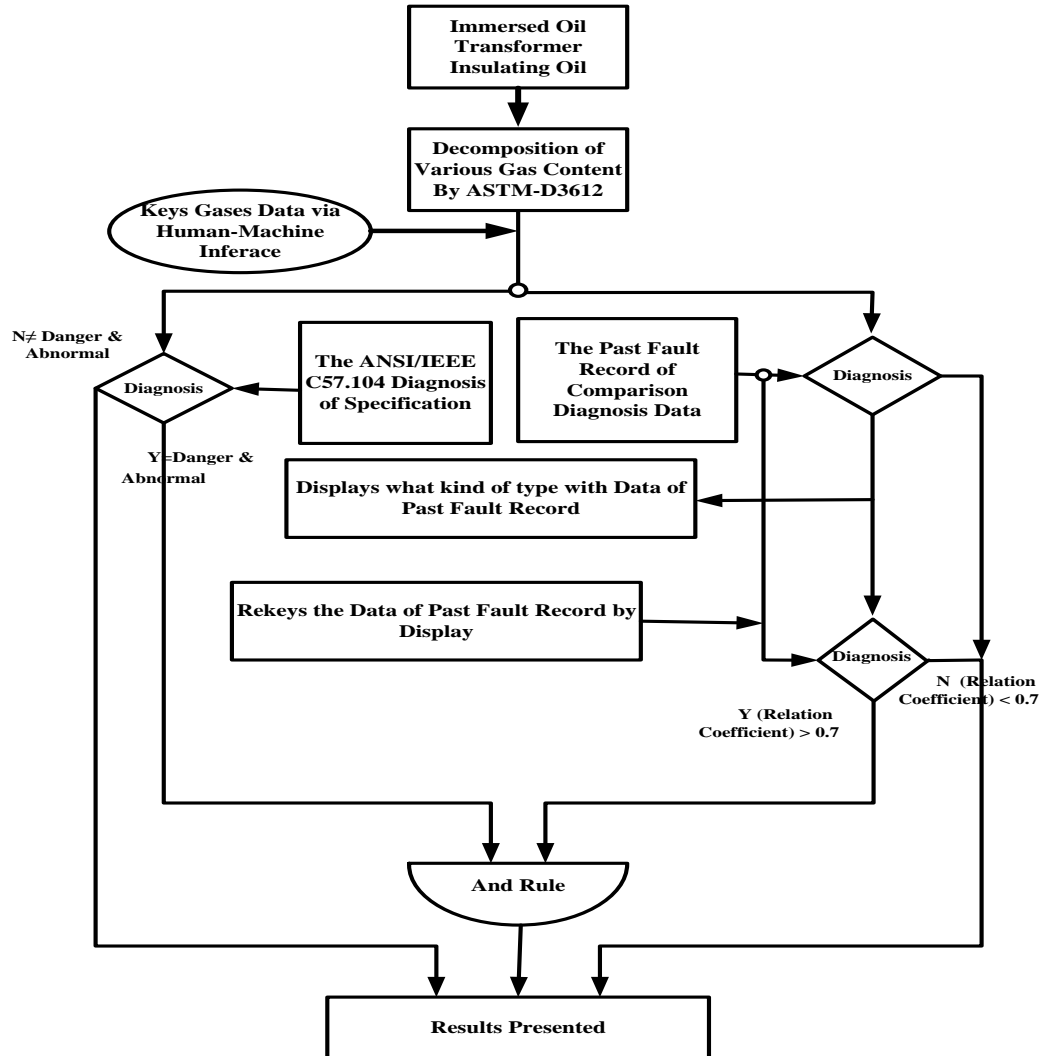 Immersed Oil
Transformer
Insulating Oil
Decomposition of
Various Gas Content
By ASTM-D3612
Keys Gases Data via
Human-Machine
Inferace
N≠ Danger &
Abnormal
Diagnosis
The ANSI/IEEE
C57.104 Diagnosis
of Specification
The Past Fault
Record of
Comparison
Diagnosis Data
Diagnosis
Y=Danger &
Abnormal
Displays what kind of type with Data of
Past Fault Record
Rekeys the Data of Past Fault Record by
Display
Diagnosis
N (Relation
Coefficient) < 0.7
Y (Relation
Coefficient) > 0.7
And Rule
Results Presented